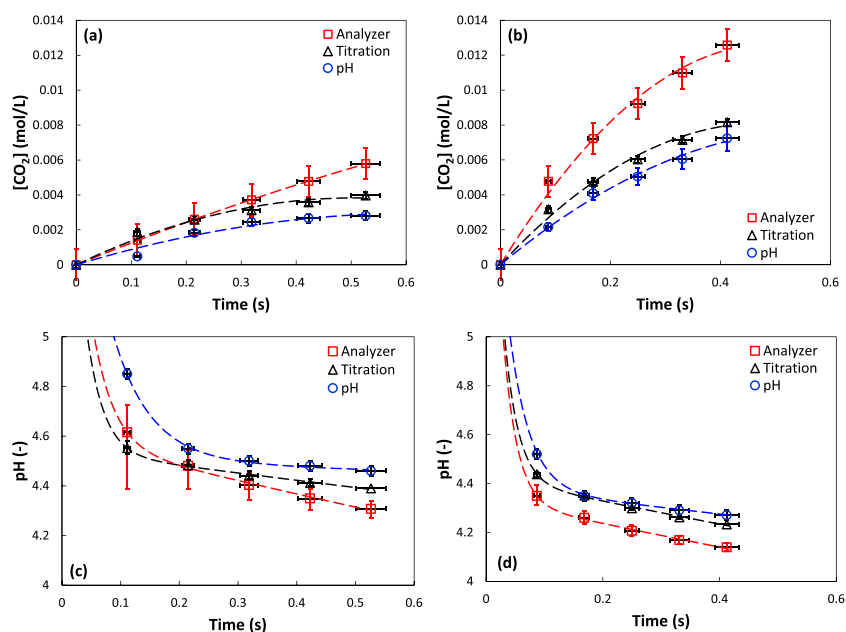 (a)
Analyzer
Titration
pH
[CO₂] (mol/L)
0.014
0.012
0.01
0.008
0.006
0.004
0.002
0
0 0.1 0.2 0.3 0.4 0.5 0.6
Time (s)
(b)
Analyzer
Titration
pH
[CO₂] (mol/L)
0.014
0.012
0.01
0.008
0.006
0.004
0.002
0
0 0.2 0.4 0.6
Time (s)
(c)
Analyzer
Titration
pH
pH (-)
5
4.8
4.6
4.4
4.2
4
0 0.1 0.2 0.3 0.4 0.5 0.6
Time (s)
(d)
Analyzer
Titration
pH
pH (-)
5
4.8
4.6
4.4
4.2
4
0 0.2 0.4 0.6
Time (s)